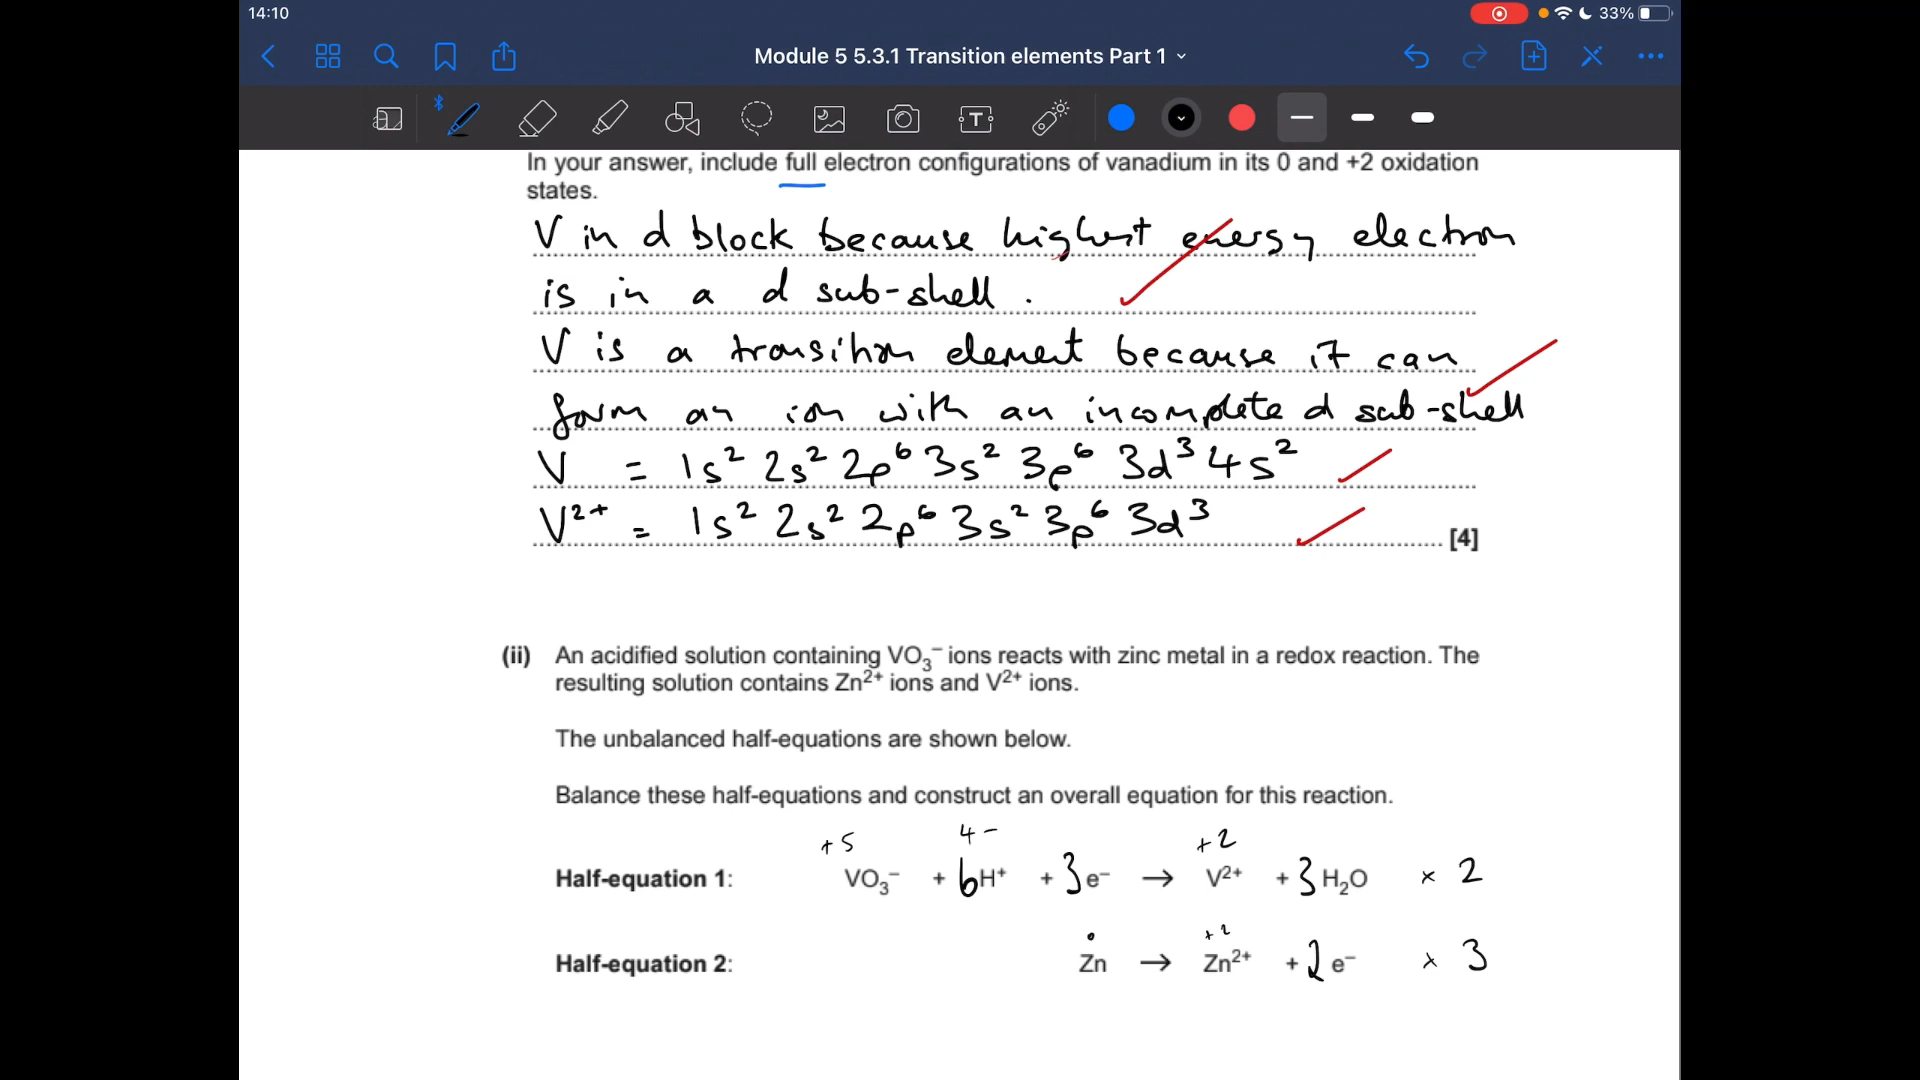 14:10
33%
Module 5 5.3.1 Transition elements Part 1
T
In your answer, include full electron configurations of vanadium in its 0 and +2 oxidation
states.
V in d block because highest energy electron
is in a d sub-shell.
V is a transition element because it can
form an ion with an incomplete d sub-shell
V = 1s² 2s² 2p⁶ 3s² 3p⁶ 3d³ 4s²
V²⁺ = 1s² 2s² 2p⁶ 3s² 3p⁶ 3d³
[4]
(ii) An acidified solution containing VO₃⁻ ions reacts with zinc metal in a redox reaction. The
resulting solution contains Zn²⁺ ions and V²⁺ ions.
The unbalanced half-equations are shown below.
Balance these half-equations and construct an overall equation for this reaction.
+5 4- +2
Half-equation 1: VO₃⁻ + 6H⁺ + 3e⁻ → V²⁺ + 3H₂O × 2
0 +2
Half-equation 2: Zn → Zn²⁺ + 2e⁻ × 3